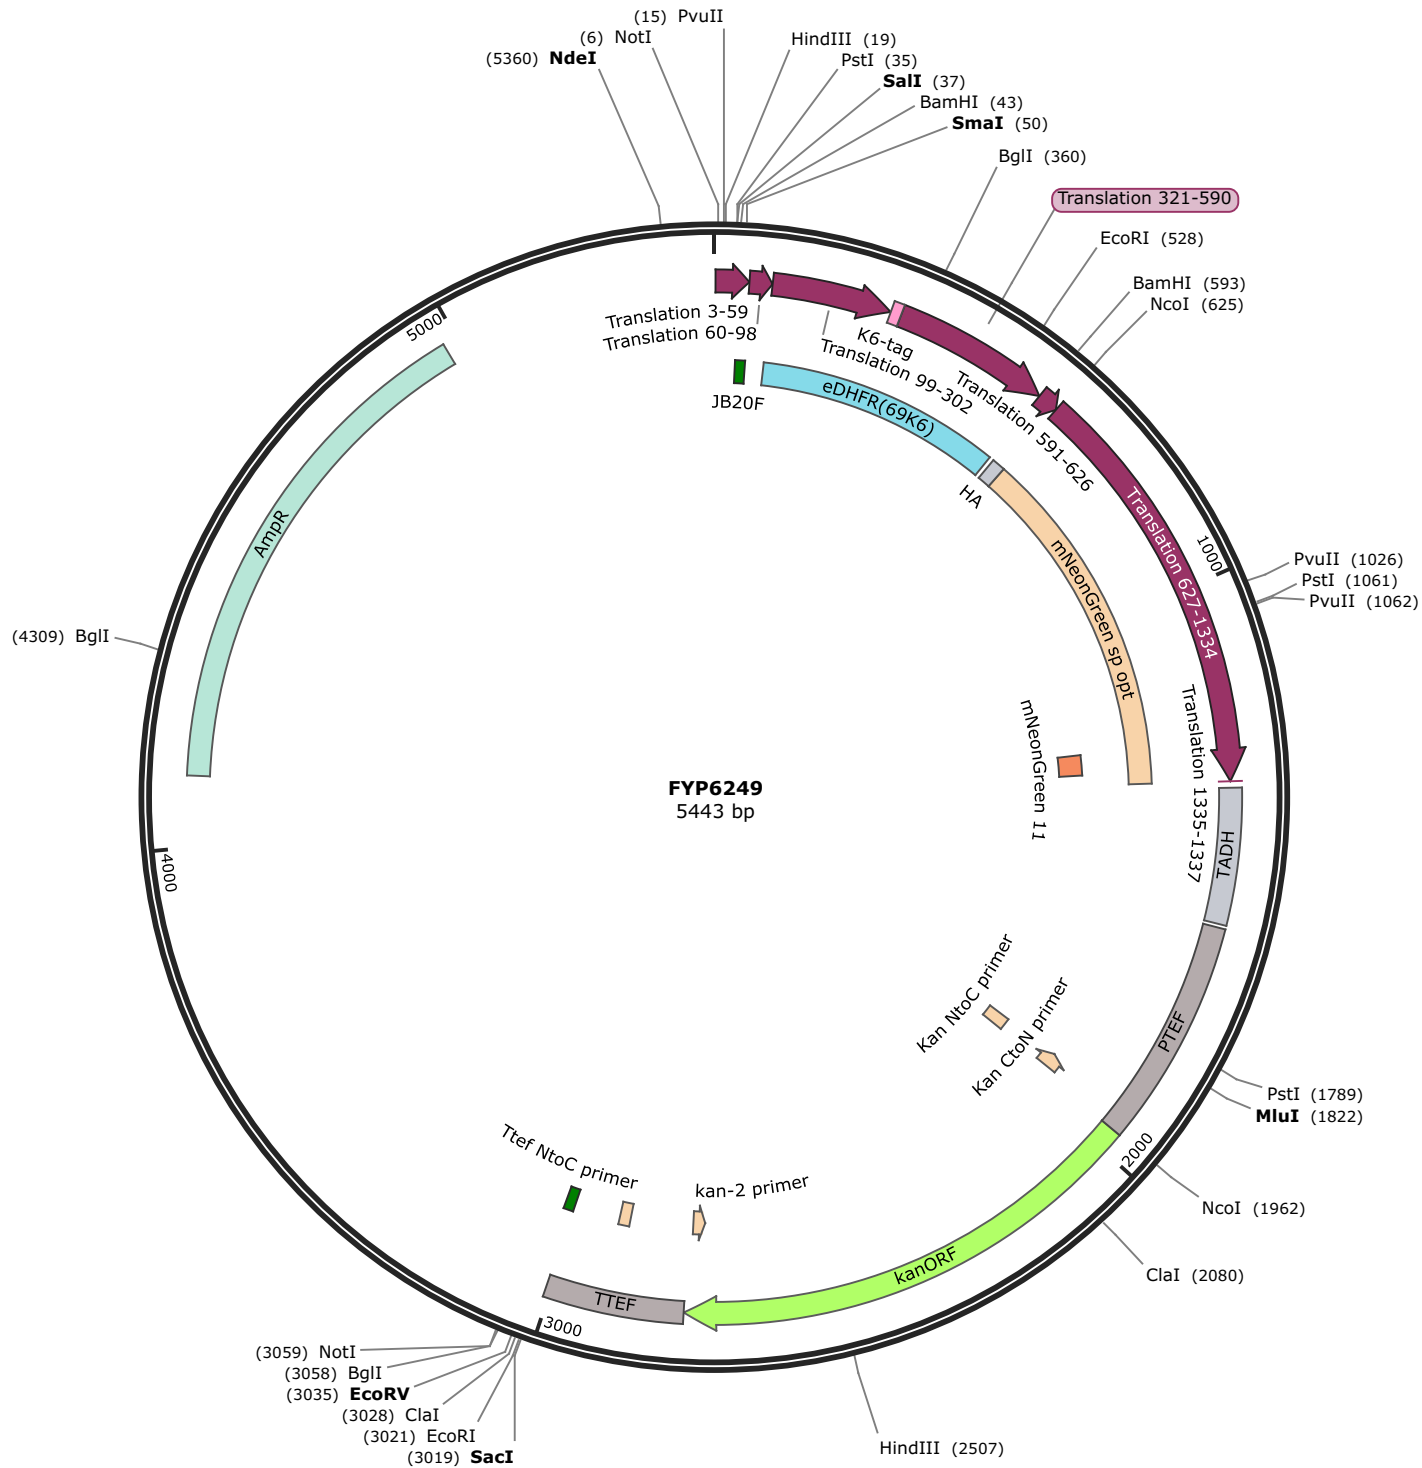 (15) PvuII
(6) NotI
(5360) NdeI
HindIII (19)
PstI (35)
SalI (37)
BamHI (43)
SmaI (50)
BglI (360)
Translation 321-590
EcoRI (528)
BamHI (593)
NcoI (625)
Translation 3-59
Translation 60-98
K6-tag
Translation 99-302
Translation 591-626
Translation 627-1334
Translation 1335-1337
JB20F
eDHFR(69K6)
HA
mNeonGreen sp opt
mNeonGreen 11
1000
PvuII (1026)
PstI (1061)
PvuII (1062)
5000
AmpR
(4309) BglI
4000
FYP6249
5443 bp
TADH
PTEF
Kan NtoC primer
Kan CtoN primer
PstI (1789)
MluI (1822)
2000
NcoI (1962)
ClaI (2080)
kanORF
kan-2 primer
Ttef NtoC primer
TTEF
3000
HindIII (2507)
(3059) NotI
(3058) BglI
(3035) EcoRV
(3028) ClaI
(3021) EcoRI
(3019) SacI